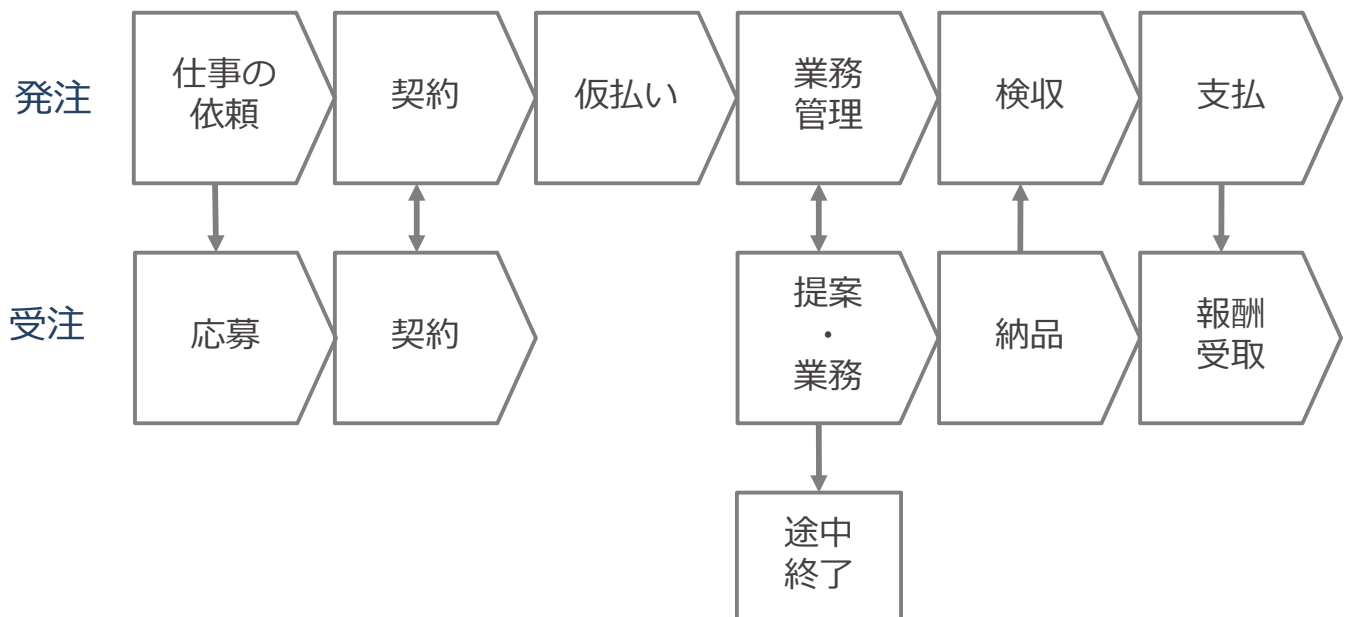 発注
仕事の
依頼
契約
仮払い
業務
管理
検収
支払
受注
応募
契約
提案
・
業務
納品
報酬
受取
途中
終了